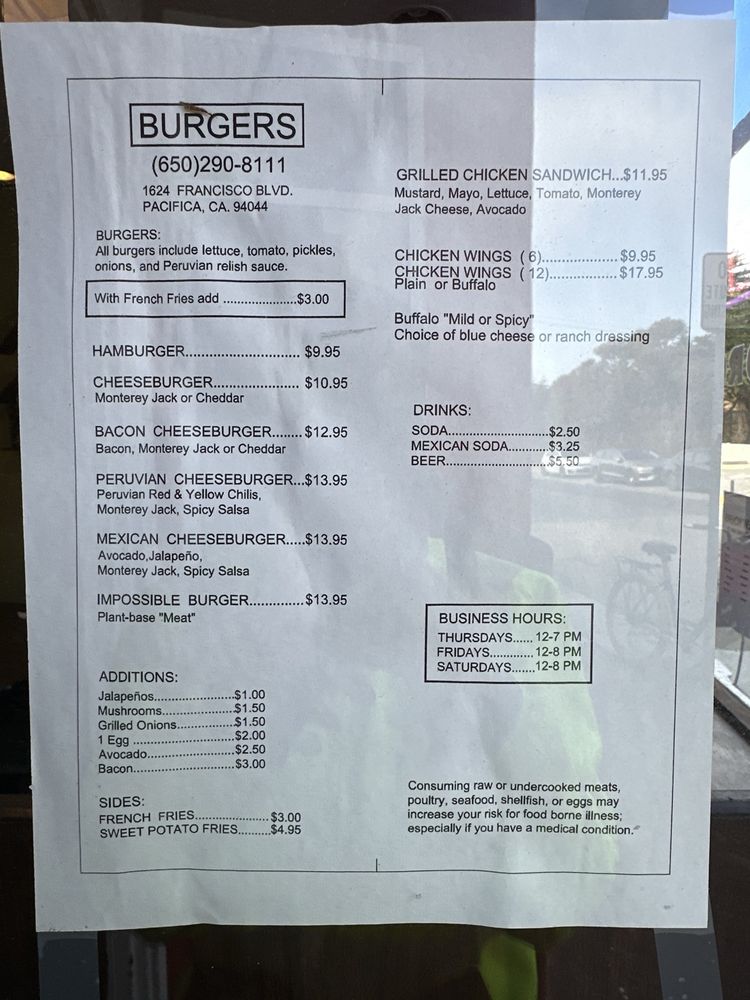 BURGERS
(650)290-8111
1624 FRANCISCO BLVD.
PACIFICA, CA. 94044
BURGERS:
All burgers include lettuce, tomato, pickles,
onions, and Peruvian relish sauce.
With French Fries add .....................$3.00
HAMBURGER............................ $9.95
CHEESEBURGER..................... $10.95
Monterey Jack or Cheddar
BACON CHEESEBURGER........ $12.95
Bacon, Monterey Jack or Cheddar
PERUVIAN CHEESEBURGER...$13.95
Peruvian Red & Yellow Chilis,
Monterey Jack, Spicy Salsa
MEXICAN CHEESEBURGER.....$13.95
Avocado,Jalapeño,
Monterey Jack, Spicy Salsa
IMPOSSIBLE BURGER..............$13.95
Plant-base "Meat"
ADDITIONS:
Jalapeños.......................$1.00
Mushrooms.....................$1.50
Grilled Onions................$1.50
1 Egg .............................$2.00
Avocado.........................$2.50
Bacon.............................$3.00
SIDES:
FRENCH FRIES...................... $3.00
SWEET POTATO FRIES..........$4.95
GRILLED CHICKEN SANDWICH...$11.95
Mustard, Mayo, Lettuce, Tomato, Monterey
Jack Cheese, Avocado
CHICKEN WINGS ( 6)................... $9.95
CHICKEN WINGS ( 12)................. $17.95
Plain or Buffalo
Buffalo "Mild or Spicy"
Choice of blue cheese or ranch dressing
DRINKS:
SODA.............................$2.50
MEXICAN SODA............$3.25
BEER..............................$5.50
BUSINESS HOURS:
THURSDAYS...... 12-7 PM
FRIDAYS............. 12-8 PM
SATURDAYS.......12-8 PM
Consuming raw or undercooked meats,
poultry, seafood, shellfish, or eggs may
increase your risk for food borne illness;
especially if you have a medical condition.